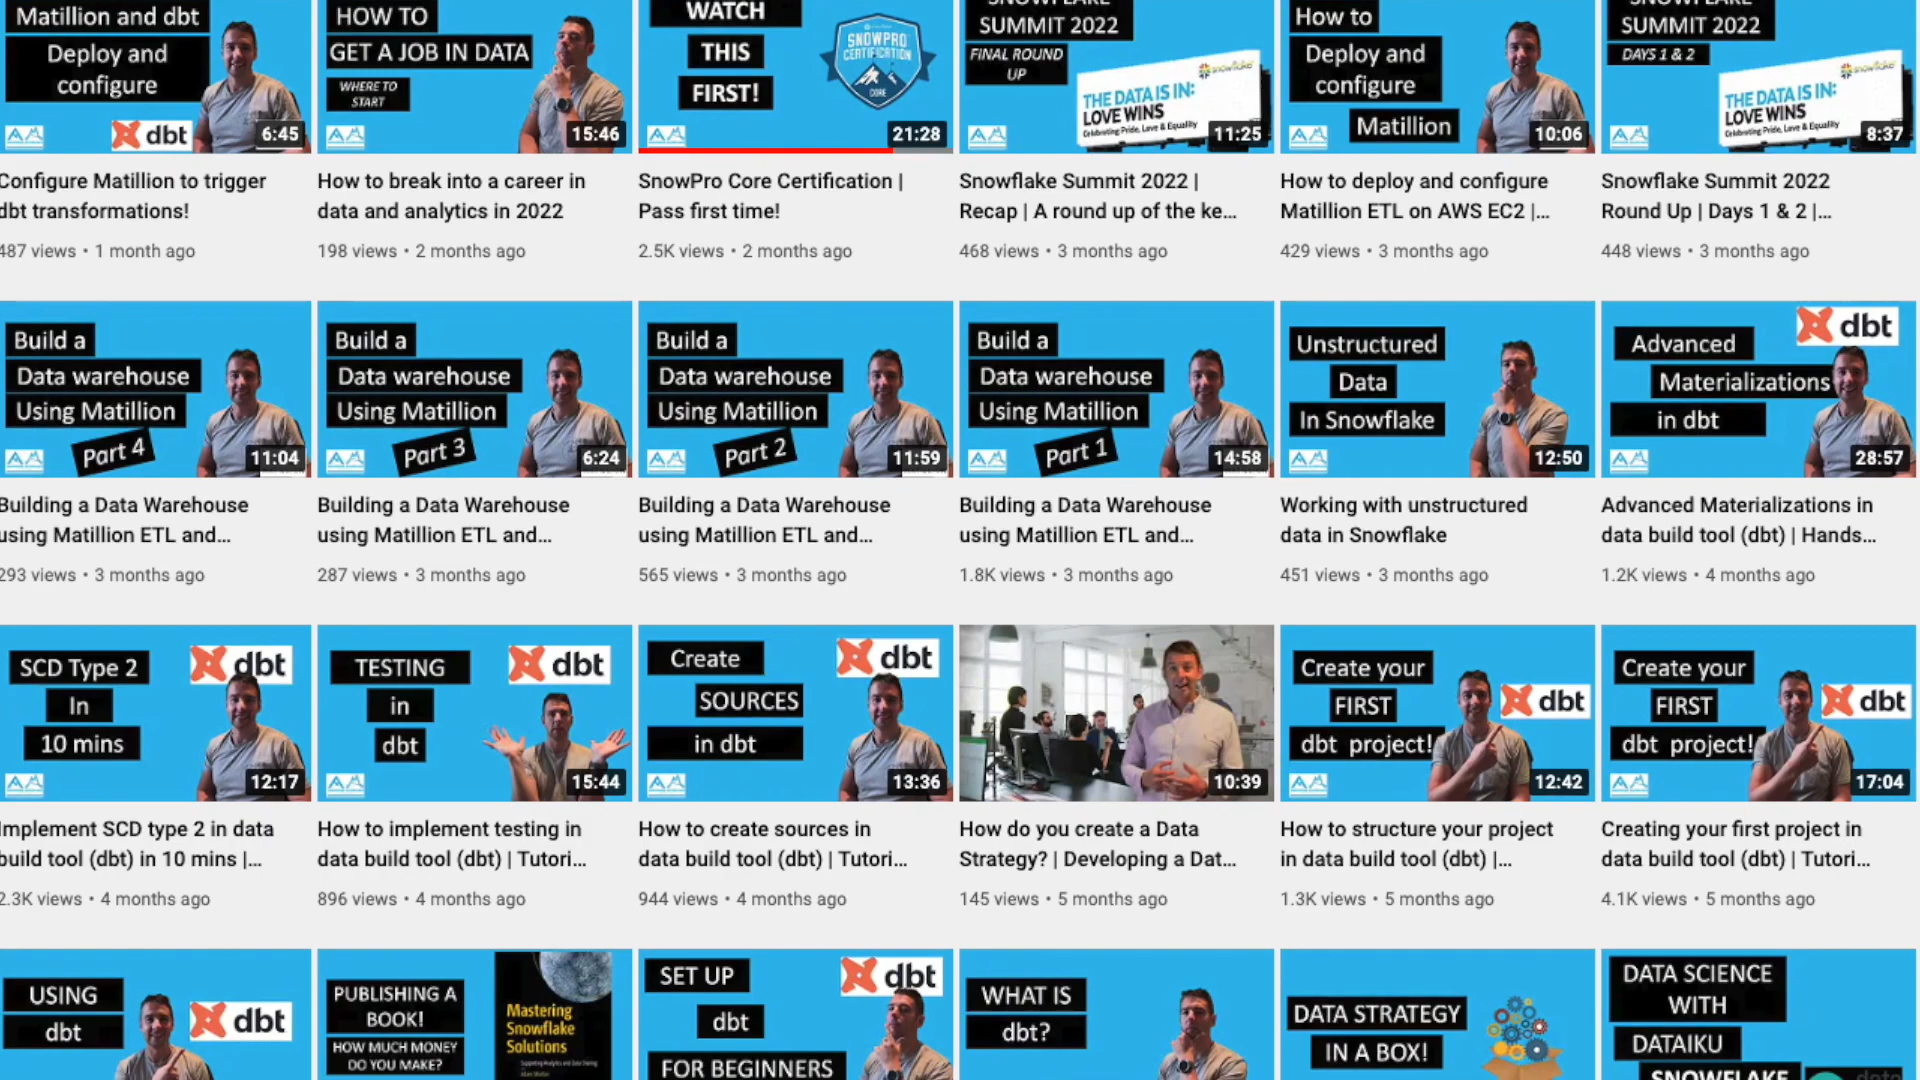 Matillion and dbt
Deploy and
configure
dbt
6:45
Configure Matillion to trigger
dbt transformations!
487 views • 1 month ago
HOW TO
GET A JOB IN DATA
WHERE TO
START
15:46
How to break into a career in
data and analytics in 2022
198 views • 2 months ago
WATCH
THIS
FIRST!
SNOWPRO
CERTIFICATION
CORE
21:28
SnowPro Core Certification |
Pass first time!
2.5K views • 2 months ago
SNOWFLAKE
SUMMIT 2022
FINAL ROUND
UP
snowflake
THE DATA IS IN:
LOVE WINS
Celebrating Pride, Love & Equality
11:25
Snowflake Summit 2022 |
Recap | A round up of the ke...
468 views • 3 months ago
How to
Deploy and
configure
Matillion
10:06
How to deploy and configure
Matillion ETL on AWS EC2 |...
429 views • 3 months ago
SNOWFLAKE
SUMMIT 2022
DAYS 1 & 2
snowflake
THE DATA IS IN:
LOVE WINS
Celebrating Pride, Love & Equality
8:37
Snowflake Summit 2022
Round Up | Days 1 & 2 |...
448 views • 3 months ago
Build a
Data warehouse
Using Matillion
Part 4
11:04
Building a Data Warehouse
using Matillion ETL and...
293 views • 3 months ago
Build a
Data warehouse
Using Matillion
Part 3
6:24
Building a Data Warehouse
using Matillion ETL and...
287 views • 3 months ago
Build a
Data warehouse
Using Matillion
Part 2
11:59
Building a Data Warehouse
using Matillion ETL and...
565 views • 3 months ago
Build a
Data warehouse
Using Matillion
Part 1
14:58
Building a Data Warehouse
using Matillion ETL and...
1.8K views • 3 months ago
Unstructured
Data
In Snowflake
12:50
Working with unstructured
data in Snowflake
451 views • 3 months ago
dbt
Advanced
Materializations
in dbt
28:57
Advanced Materializations in
data build tool (dbt) | Hands...
1.2K views • 4 months ago
SCD Type 2
In
10 mins
dbt
12:17
Implement SCD type 2 in data
build tool (dbt) in 10 mins |...
2.3K views • 4 months ago
TESTING
in
dbt
dbt
15:44
How to implement testing in
data build tool (dbt) | Tutori...
896 views • 4 months ago
Create
SOURCES
in dbt
dbt
13:36
How to create sources in
data build tool (dbt) | Tutori...
944 views • 4 months ago
10:39
How do you create a Data
Strategy? | Developing a Dat...
145 views • 5 months ago
Create your
FIRST
dbt project!
dbt
12:42
How to structure your project
in data build tool (dbt) |...
1.3K views • 5 months ago
Create your
FIRST
dbt project!
dbt
17:04
Creating your first project in
data build tool (dbt) | Tutori...
4.1K views • 5 months ago
USING
dbt
dbt
PUBLISHING A
BOOK!
HOW MUCH MONEY
DO YOU MAKE?
Mastering
Snowflake
Solutions
SET UP
dbt
FOR BEGINNERS
dbt
WHAT IS
dbt?
DATA STRATEGY
IN A BOX!
DATA SCIENCE
WITH
DATAIKU
SNOWFLAKE